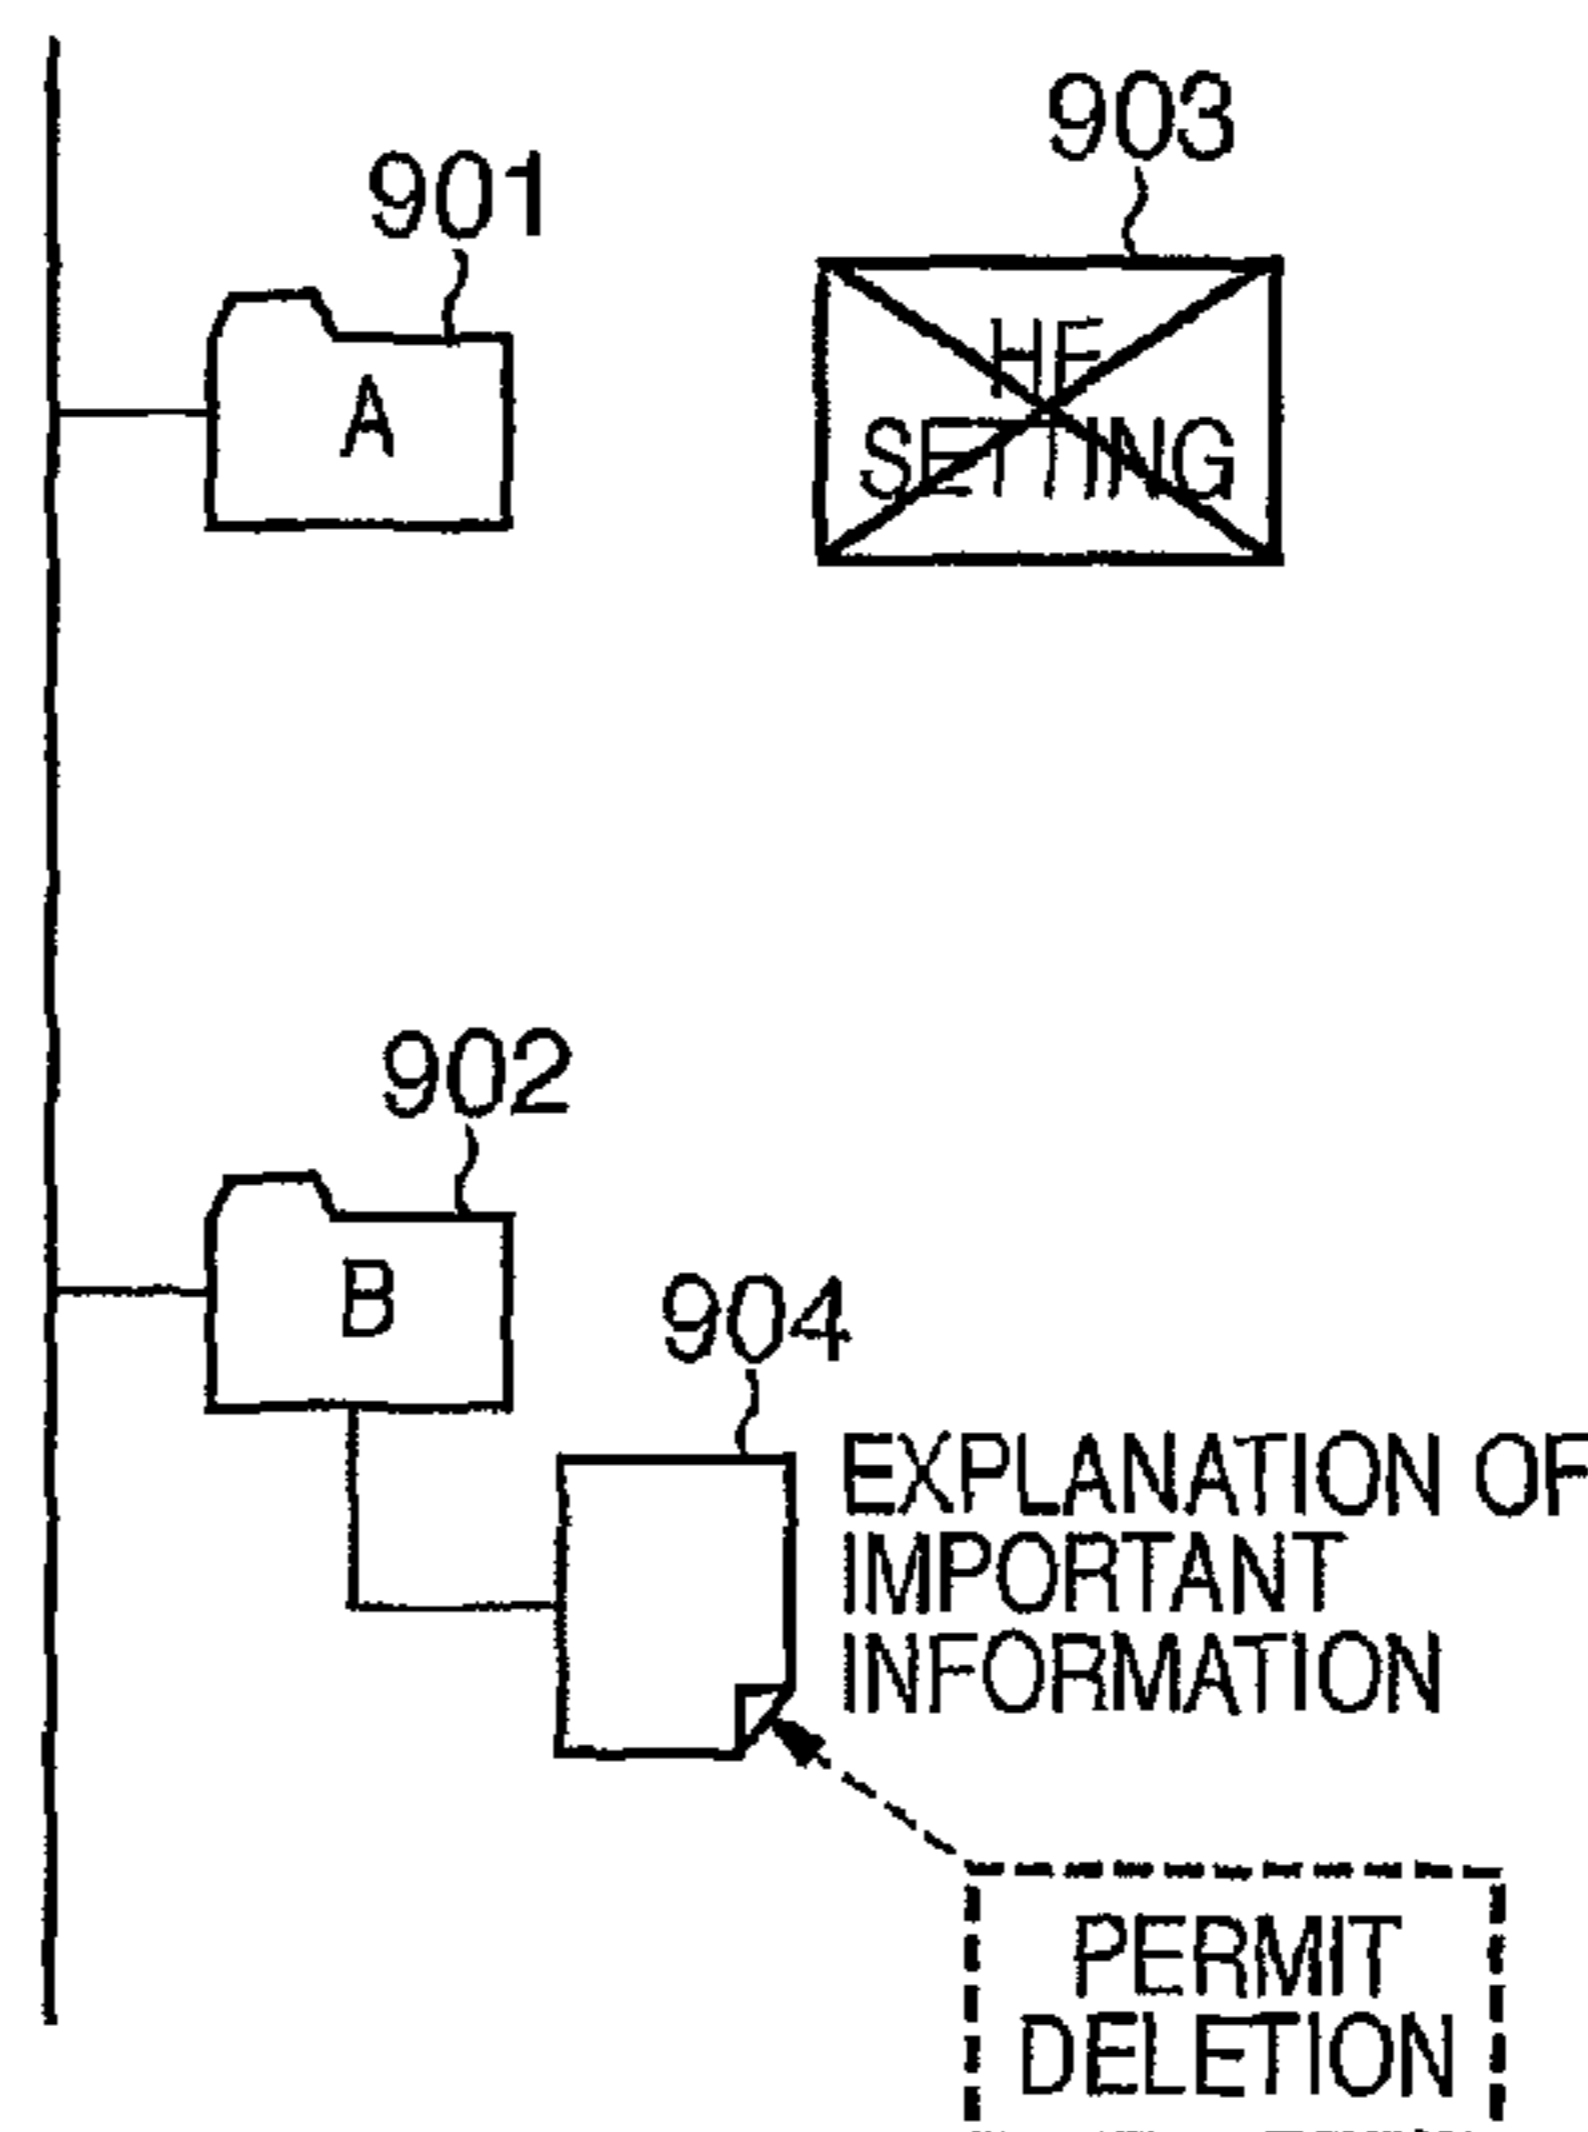 903
901
HF
SETTING
A
902
B
904
EXPLANATION OF
IMPORTANT
INFORMATION
PERMIT
DELETION